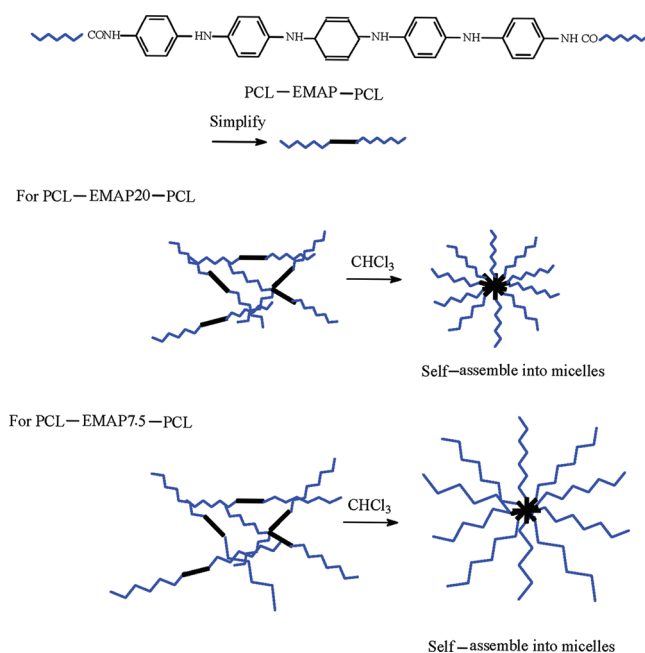 CONH HN NH HN NH NH CO
PCL—EMAP—PCL
Simplify
For PCL—EMAP20—PCL
CHCl3
Self—assemble into micelles
For PCL—EMAP7.5—PCL
CHCl3
Self—assemble into micelles